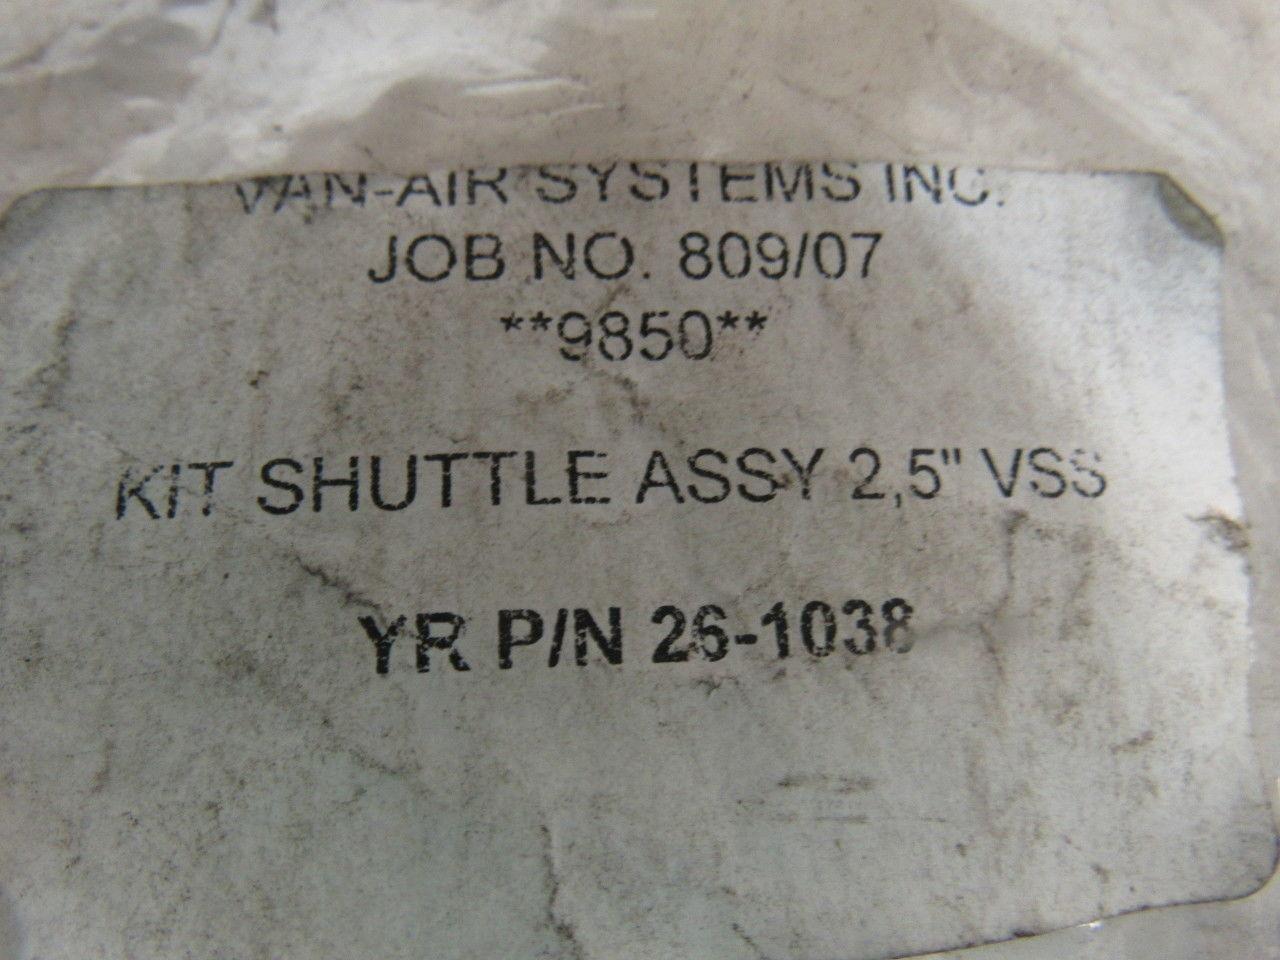 VAN-AIR SYSTEMS INC.
JOB NO. 809/07
**9850**
KIT SHUTTLE ASSY 2,5" VSS
YR P/N 26-1038